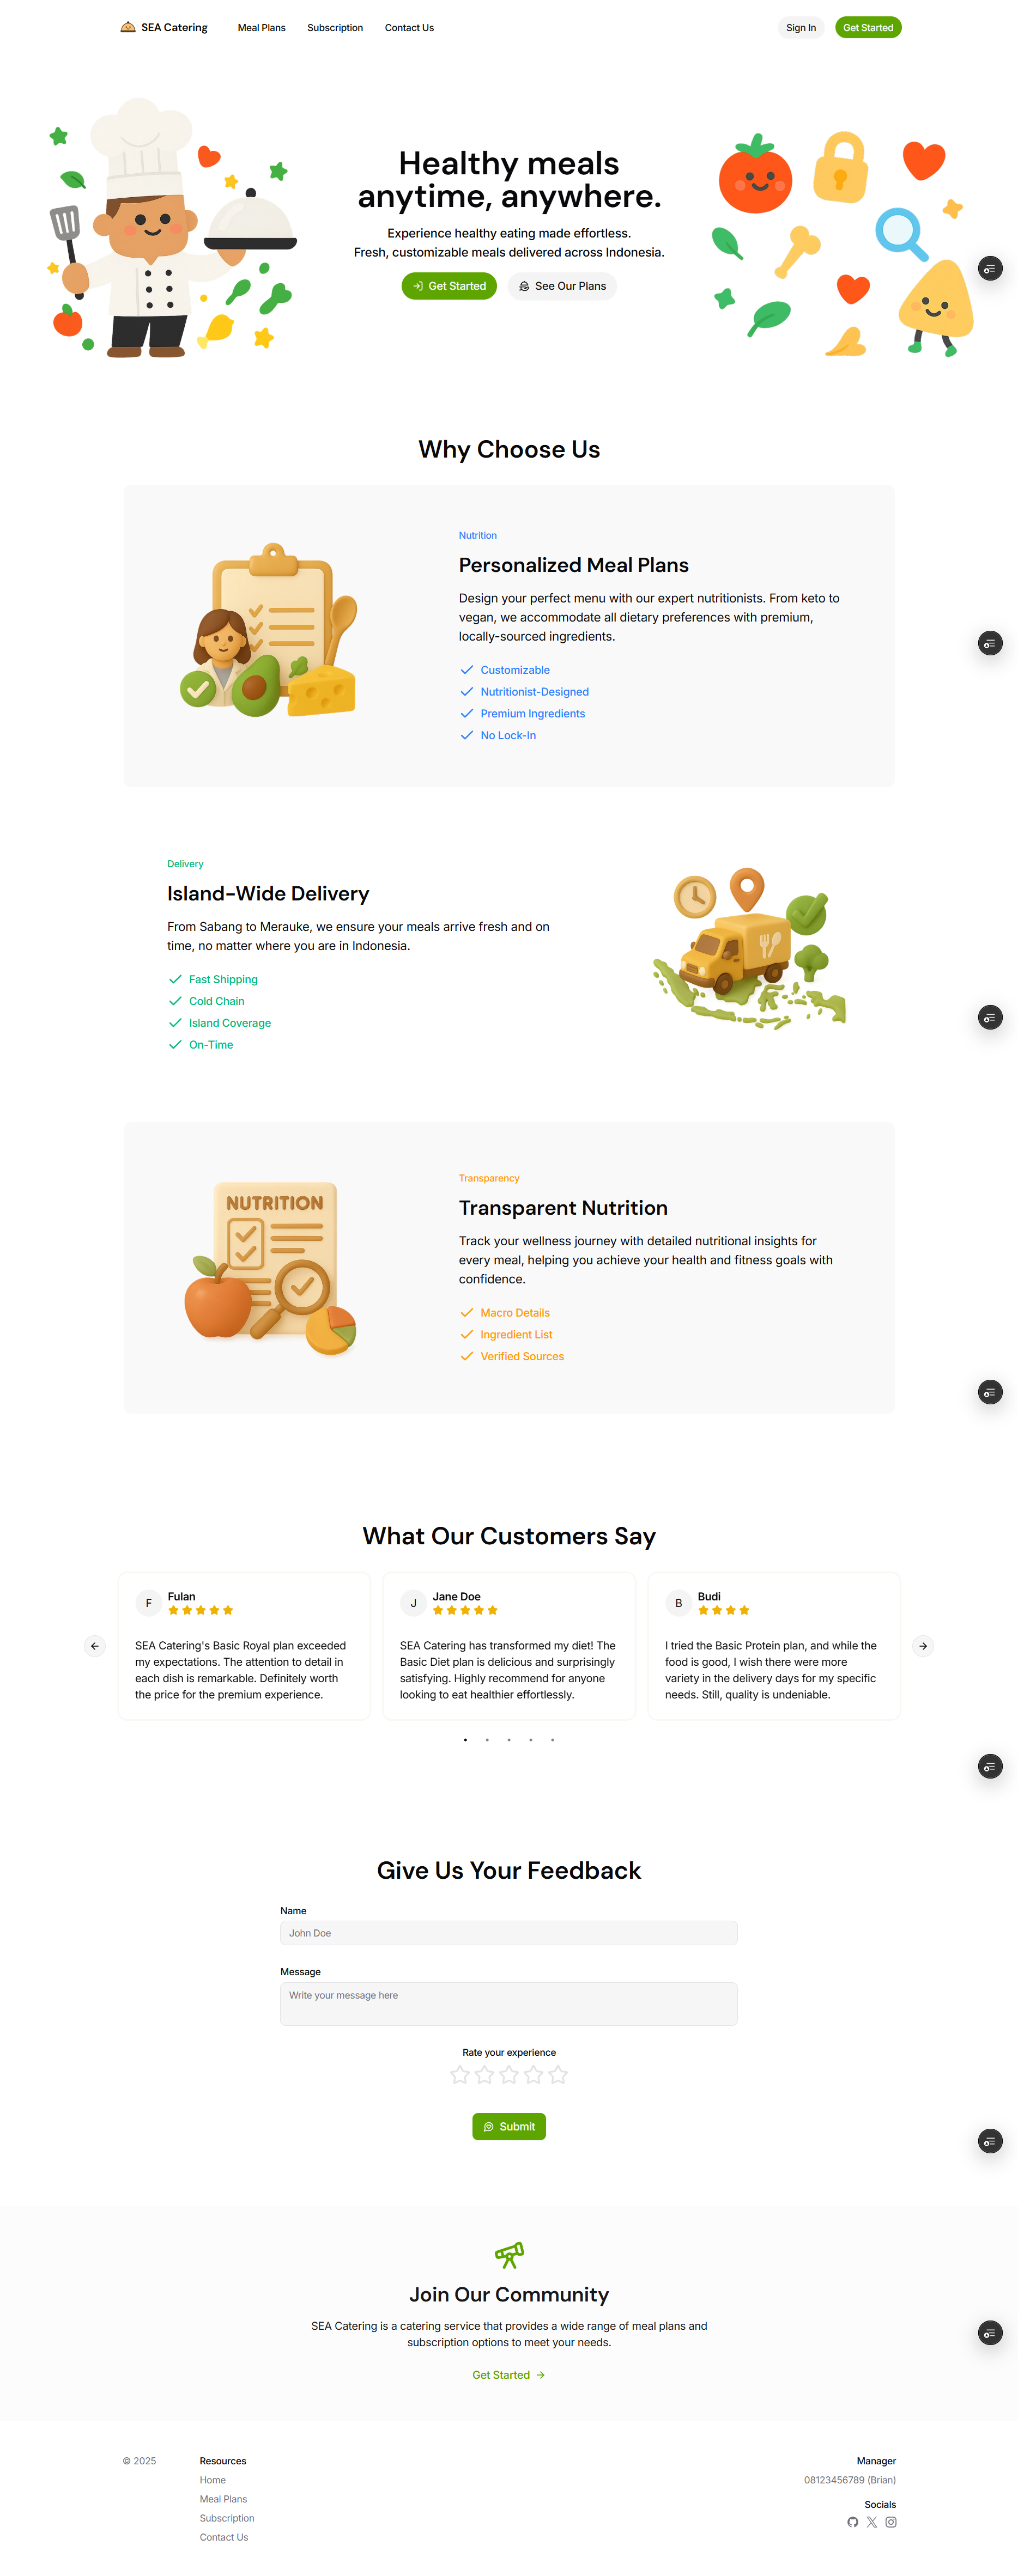 SEA Catering
Meal Plans
Subscription
Contact Us
Sign In
Get Started
Healthy meals
anytime, anywhere.
Experience healthy eating made effortless.
Fresh, customizable meals delivered across Indonesia.
Get Started
See Our Plans
Why Choose Us
Nutrition
Personalized Meal Plans
Design your perfect menu with our expert nutritionists. From keto to
vegan, we accommodate all dietary preferences with premium,
locally-sourced ingredients.
Customizable
Nutritionist-Designed
Premium Ingredients
No Lock-In
Delivery
Island-Wide Delivery
From Sabang to Merauke, we ensure your meals arrive fresh and on
time, no matter where you are in Indonesia.
Fast Shipping
Cold Chain
Island Coverage
On-Time
NUTRITION
Transparency
Transparent Nutrition
Track your wellness journey with detailed nutritional insights for
every meal, helping you achieve your health and fitness goals with
confidence.
Macro Details
Ingredient List
Verified Sources
What Our Customers Say
F
Fulan
SEA Catering's Basic Royal plan exceeded
my expectations. The attention to detail in
each dish is remarkable. Definitely worth
the price for the premium experience.
J
Jane Doe
SEA Catering has transformed my diet! The
Basic Diet plan is delicious and surprisingly
satisfying. Highly recommend for anyone
looking to eat healthier effortlessly.
B
Budi
I tried the Basic Protein plan, and while the
food is good, I wish there were more
variety in the delivery days for my specific
needs. Still, quality is undeniable.
Give Us Your Feedback
Name
John Doe
Message
Write your message here
Rate your experience
Submit
Join Our Community
SEA Catering is a catering service that provides a wide range of meal plans and
subscription options to meet your needs.
Get Started
© 2025
Resources
Home
Meal Plans
Subscription
Contact Us
Manager
08123456789 (Brian)
Socials